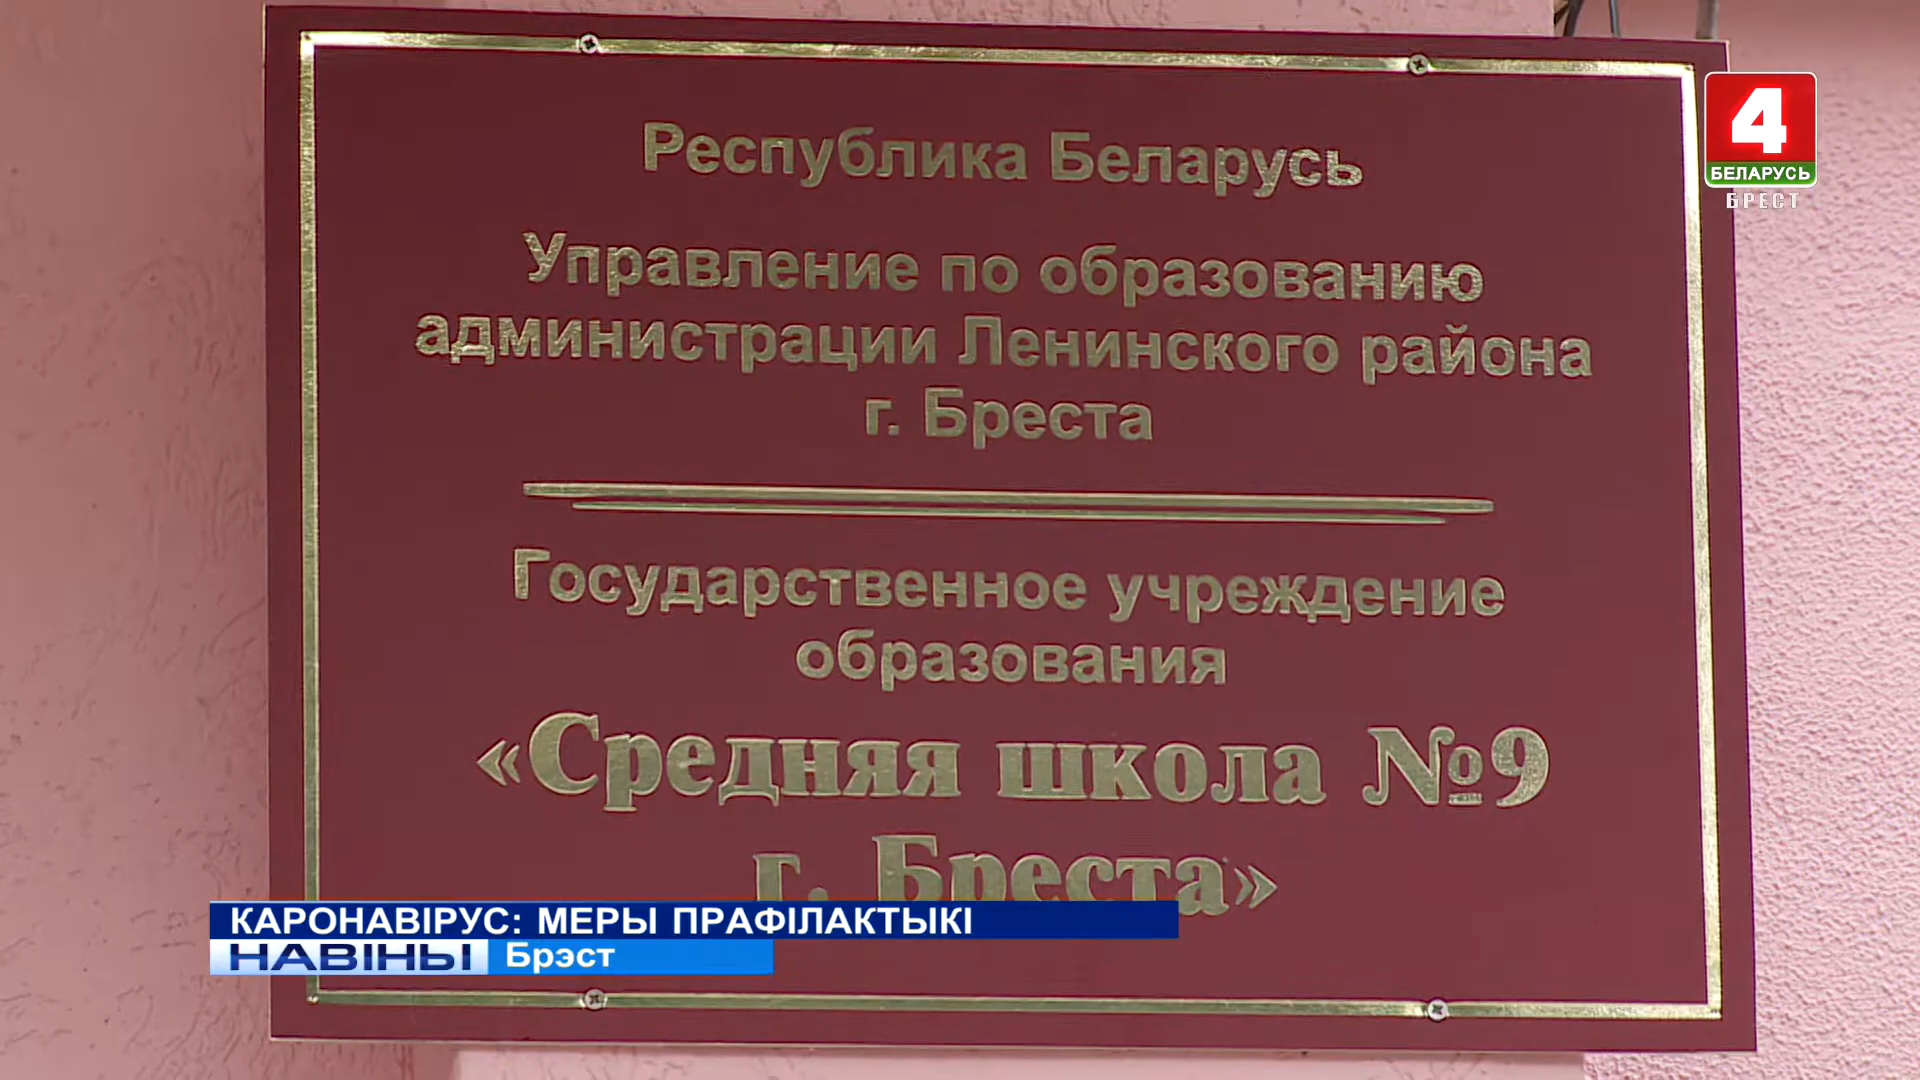 Республика Беларусь
Управление по образованию
администрации Ленинского района
г. Бреста
Государственное учреждение
образования
«Средняя школа №9
г. Бреста»
4
БЕЛАРУСЬ
БРЕСТ
КАРОНАВІРУС: МЕРЫ ПРАФІЛАКТЫКІ
НАВІНЫ Брэст